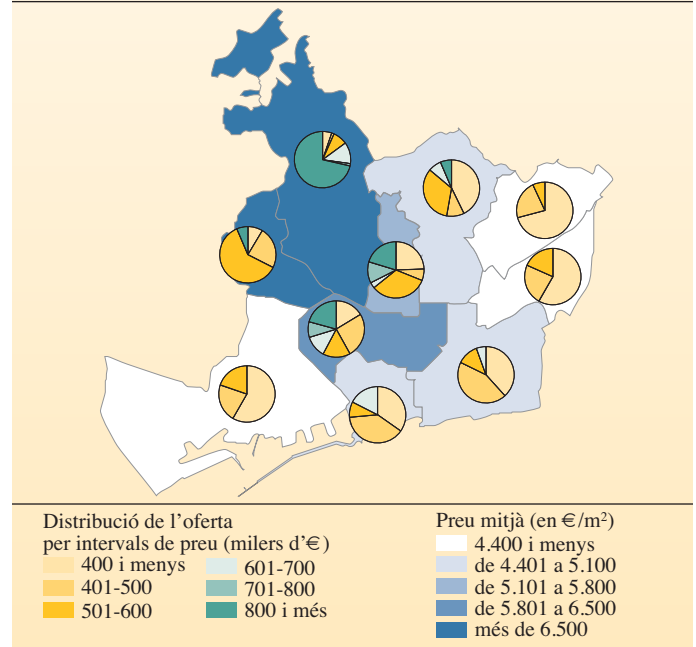 Distribució de l’oferta
per intervals de preu (milers d’€)
400 i menys
401-500
501-600
601-700
701-800
800 i més
Preu mitjà (en €/m²)
4.400 i menys
de 4.401 a 5.100
de 5.101 a 5.800
de 5.801 a 6.500
més de 6.500